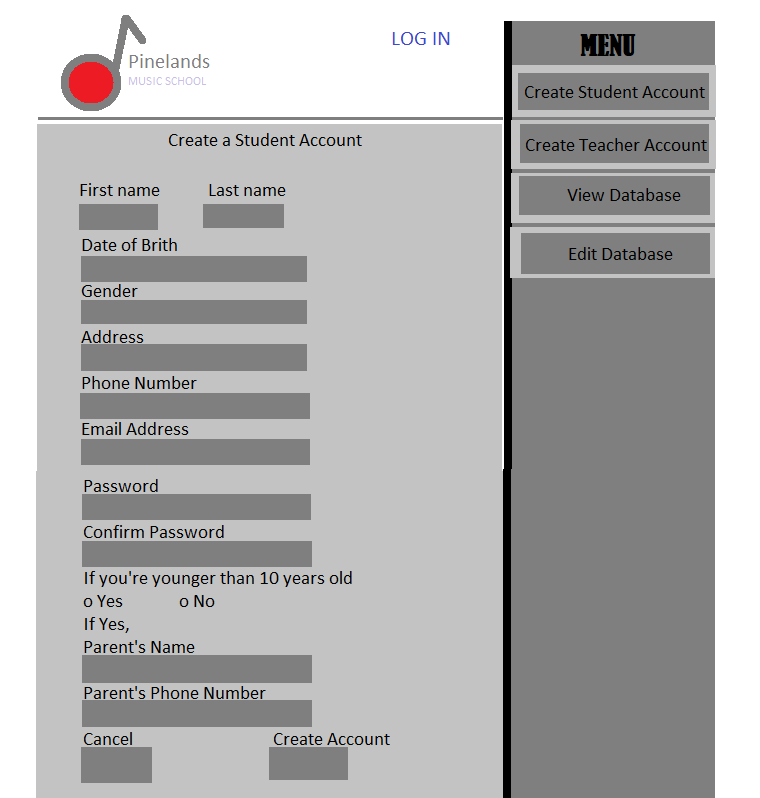 Pinelands
MUSIC SCHOOL
LOG IN
MENU
Create Student Account
Create Teacher Account
View Database
Edit Database
Create a Student Account
First name Last name
Date of Brith
Gender
Address
Phone Number
Email Address
Password
Confirm Password
If you're younger than 10 years old
o Yes o No
If Yes,
Parent's Name
Parent's Phone Number
Cancel Create Account